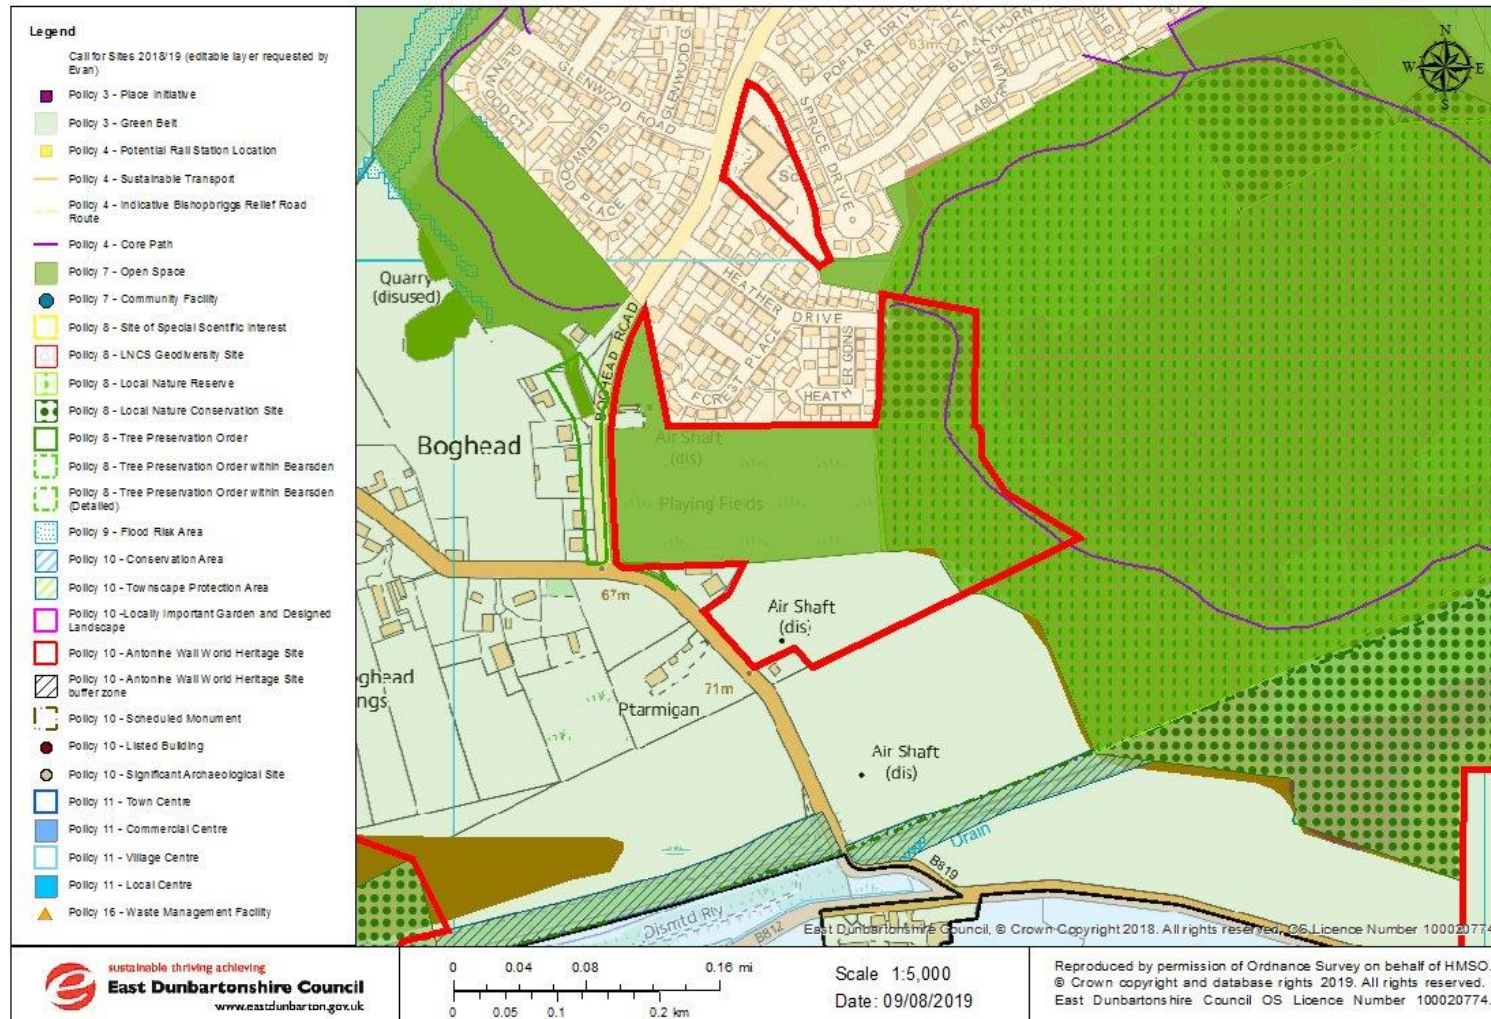 Legend
Call for Sites 2018/19 (editable layer requested by
Evan)
Policy 3 - Place Initiative
Policy 3 - Green Belt
Policy 4 - Potential Rail Station Location
Policy 4 - Sustainable Transport
Policy 4 - Indicative Bishopbriggs Relief Road
Route
Policy 4 - Core Path
Policy 7 - Open Space
Policy 7 - Community Facility
Policy 8 - Site of Special Scientific Interest
Policy 8 - LNCS Geodiversity Site
Policy 8 - Local Nature Reserve
Policy 8 - Local Nature Conservation Site
Policy 8 - Tree Preservation Order
Policy 8 - Tree Preservation Order within Bearsden
Policy 8 - Tree Preservation Order within Bearsden
(Detailed)
Policy 9 - Flood Risk Area
Policy 10 - Conservation Area
Policy 10 - Townscape Protection Area
Policy 10 -Locally Important Garden and Designed
Landscape
Policy 10 - Antonine Wall World Heritage Site
Policy 10 - Antonine Wall World Heritage Site
buffer zone
Policy 10 - Scheduled Monument
Policy 10 - Listed Building
Policy 10 - Significant Archaeological Site
Policy 11 - Town Centre
Policy 11 - Commercial Centre
Policy 11 - Village Centre
Policy 11 - Local Centre
Policy 16 - Waste Management Facility
N
W
E
S
POPLAR DRIVE
63m
GLENWOOD
ROAD
SPRUCE DRIVE
Quarry
(disused)
HEATHER
DRIVE
FOREST PLACE
HEATHER GDNS
HEATH
BOGHEAD ROAD
Boghead
Air Shaft
(dis)
Playing Fields
67m
Air Shaft
(dis)
71m
oghead
ngs
Ptarmigan
Air Shaft
(dis)
Drain
B819
Dismtd Rly
B812
East Dunbartonshire Council, © Crown Copyright 2018. All rights reserved, OS Licence Number 100020774
sustainable thriving achieving
East Dunbartonshire Council
www.eastdunbarton.gov.uk
0 0.04 0.08 0.16 mi
0 0.05 0.1 0.2 km
Scale 1:5,000
Date: 09/08/2019
Reproduced by permission of Ordnance Survey on behalf of HMSO.
© Crown copyright and database rights 2019. All rights reserved.
East Dunbartonshire Council OS Licence Number 100020774.